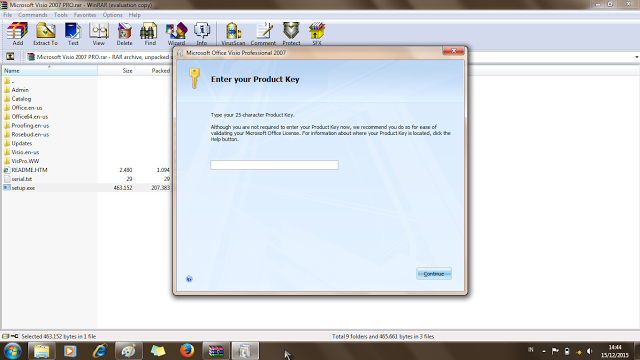 Microsoft Visio 2007 PRO.rar - WinRAR (evaluation copy)
File Commands Tools Favorites Options Help
Add Extract To Test View Delete Find Wizard Info VirusScan Comment Protect SFX
Microsoft Visio 2007 PRO.rar - RAR archive, unpacked s
Name Size Packed
..
Admin
Catalog
Office.en-us
Office64.en-us
Proofing.en-us
Rosebud.en-us
Updates
Visio.en-us
VisPro.WW
README.HTM 2.480 1.094
serial.txt 29 29
setup.exe 463.152 207.383
Microsoft Office Visio Professional 2007
Enter your Product Key
Type your 25-character Product Key.
Although you are not required to enter your Product Key now, we recommend you do so for ease of
validating your Microsoft Office License. For information about where your Product Key is located, click the
Help button.
Continue
Selected 463.152 bytes in 1 file
Total 9 folders and 465.661 bytes in 3 files
IN
14:44
15/12/2015